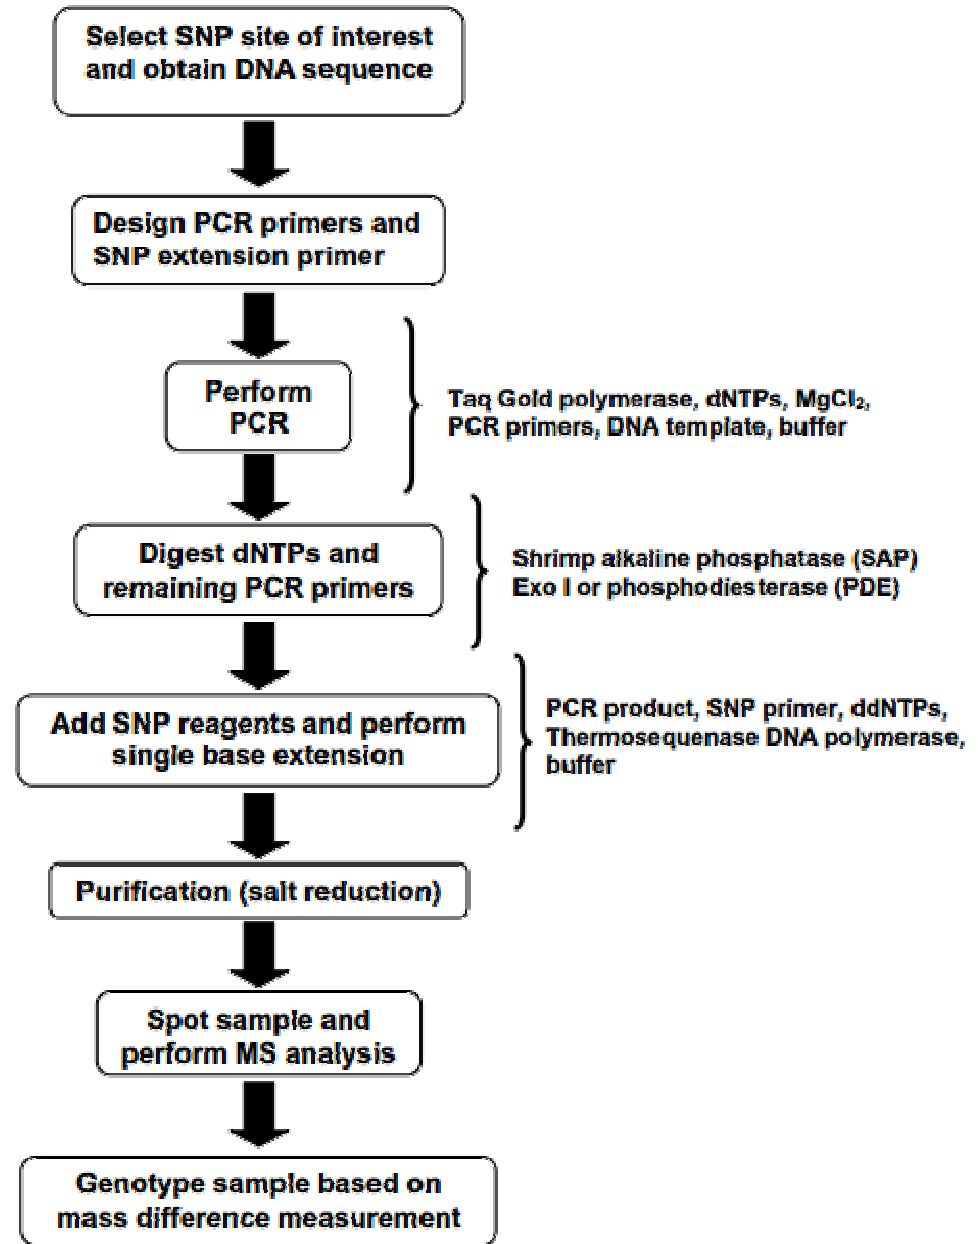 Select SNP site of interest
and obtain DNA sequence
Design PCR primers and
SNP extension primer
Perform
PCR
Taq Gold polymerase, dNTPs, MgCl₂,
PCR primers, DNA template, buffer
Digest dNTPs and
remaining PCR primers
Shrimp alkaline phosphatase (SAP)
Exo I or phosphodiesterase (PDE)
Add SNP reagents and perform
single base extension
PCR product, SNP primer, ddNTPs,
Thermosequenase DNA polymerase,
buffer
Purification (salt reduction)
Spot sample and
perform MS analysis
Genotype sample based on
mass difference measurement